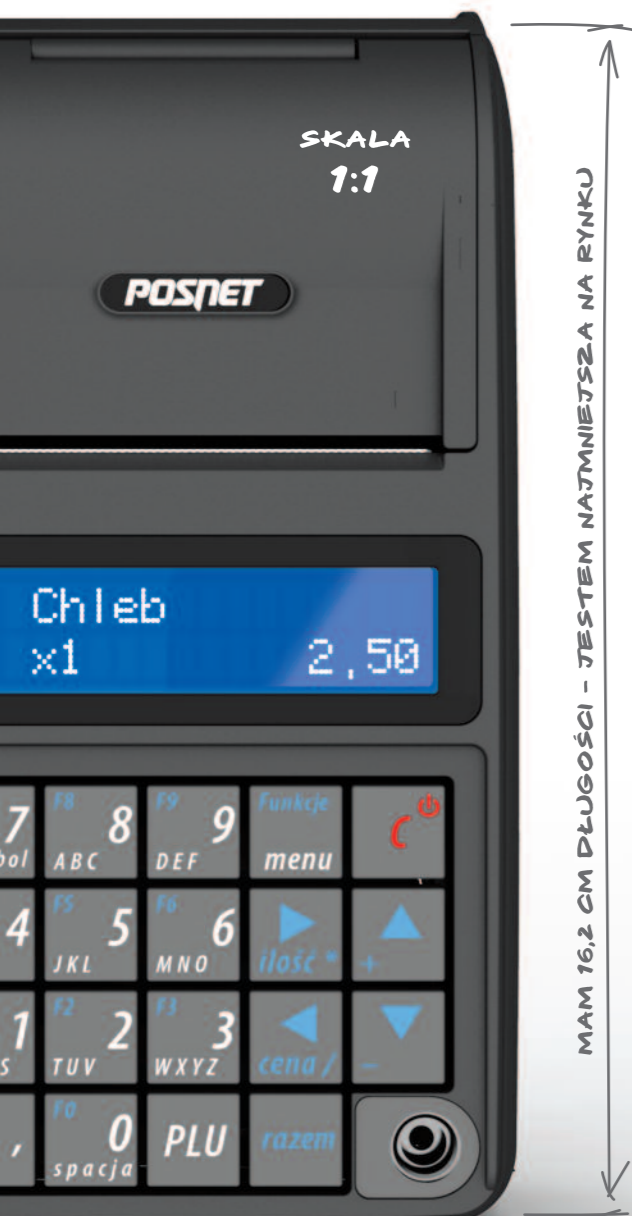 SKALA
1:1
POSNET
MAM 16,2 CM DŁUGOŚCI - JESTEM NAJMNIEJSZA NA RYNKU
Chleb
x1 2,50
7 F8 8 ABC F9 9 DEF Funkcje menu C
4 F5 5 JKL F6 6 MNO ilość * +
1 F2 2 TUV F3 3 WXYZ cena / -
, F0 0 spacja PLU razem